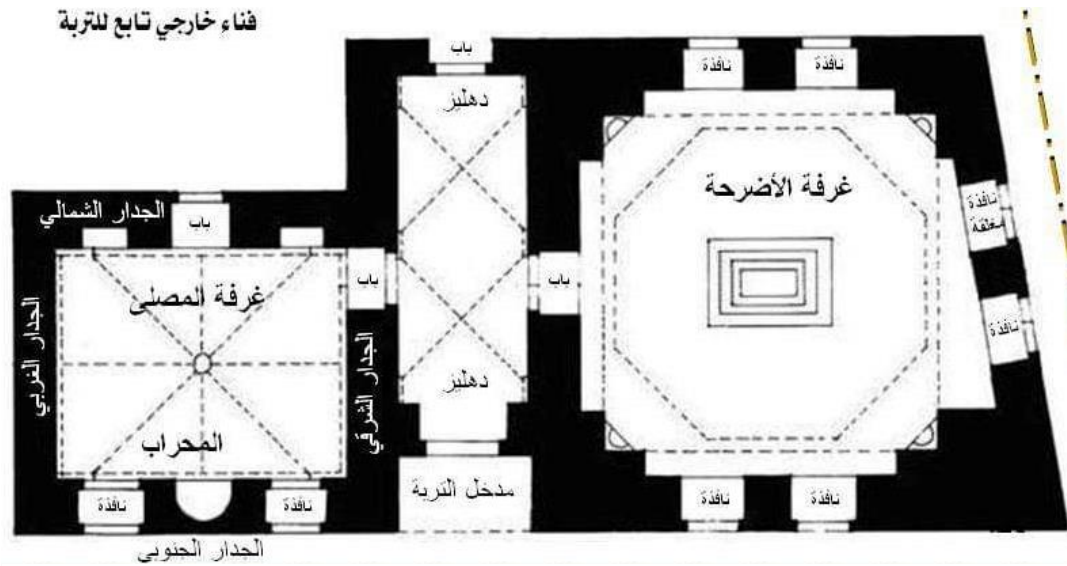 فناء خارجي تابع للتربة
باب
نافذة
نافذة
دهليز
غرفة الأضرحة
نافذة
مغلقة
الجدار الشمالي
باب
باب
باب
غرفة المصلى
الجدار الغربي
الجدار الشرقي
نافذة
دهليز
المحراب
مدخل التربة
نافذة
نافذة
نافذة
نافذة
الجدار الجنوبي